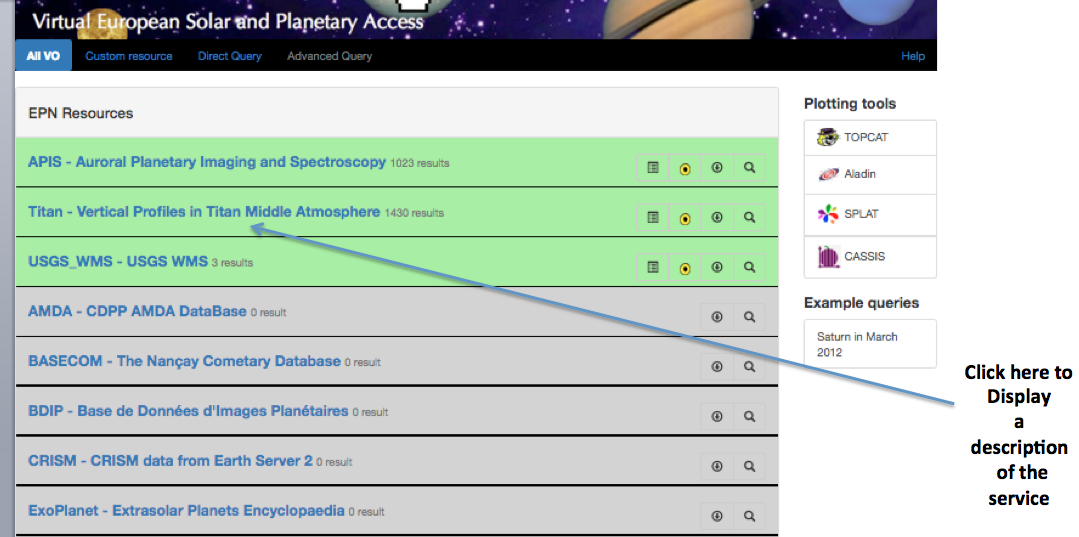 Virtual European Solar and Planetary Access
All VO Custom resource Direct Query Advanced Query Help
EPN Resources
APIS - Auroral Planetary Imaging and Spectroscopy 1023 results
Titan - Vertical Profiles in Titan Middle Atmosphere 1430 results
USGS_WMS - USGS WMS 3 results
AMDA - CDPP AMDA DataBase 0 result
BASECOM - The Nançay Cometary Database 0 result
BDIP - Base de Données d'Images Planétaires 0 result
CRISM - CRISM data from Earth Server 2 0 result
ExoPlanet - Extrasolar Planets Encyclopaedia 0 result
Plotting tools
TOPCAT
Aladin
SPLAT
CASSIS
Example queries
Saturn in March
2012
Click here to
Display
a
description
of the
service